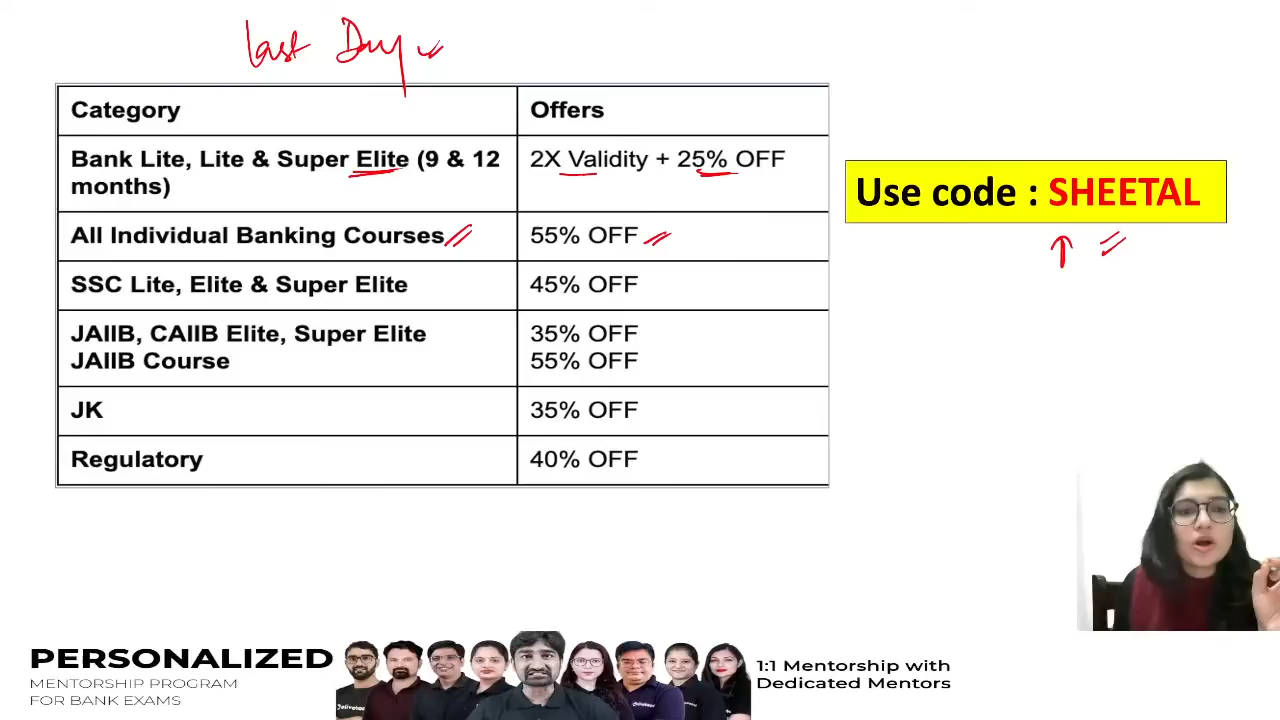 Last Day
Category Offers
Bank Lite, Lite & Super Elite (9 & 12 2X Validity + 25% OFF
months)
Use code : SHEETAL
All Individual Banking Courses 55% OFF
SSC Lite, Elite & Super Elite 45% OFF
JAIIB, CAIIB Elite, Super Elite 35% OFF
JAIIB Course 55% OFF
JK 35% OFF
Regulatory 40% OFF
PERSONALIZED
MENTORSHIP PROGRAM
FOR BANK EXAMS
1:1 Mentorship with
Dedicated Mentors